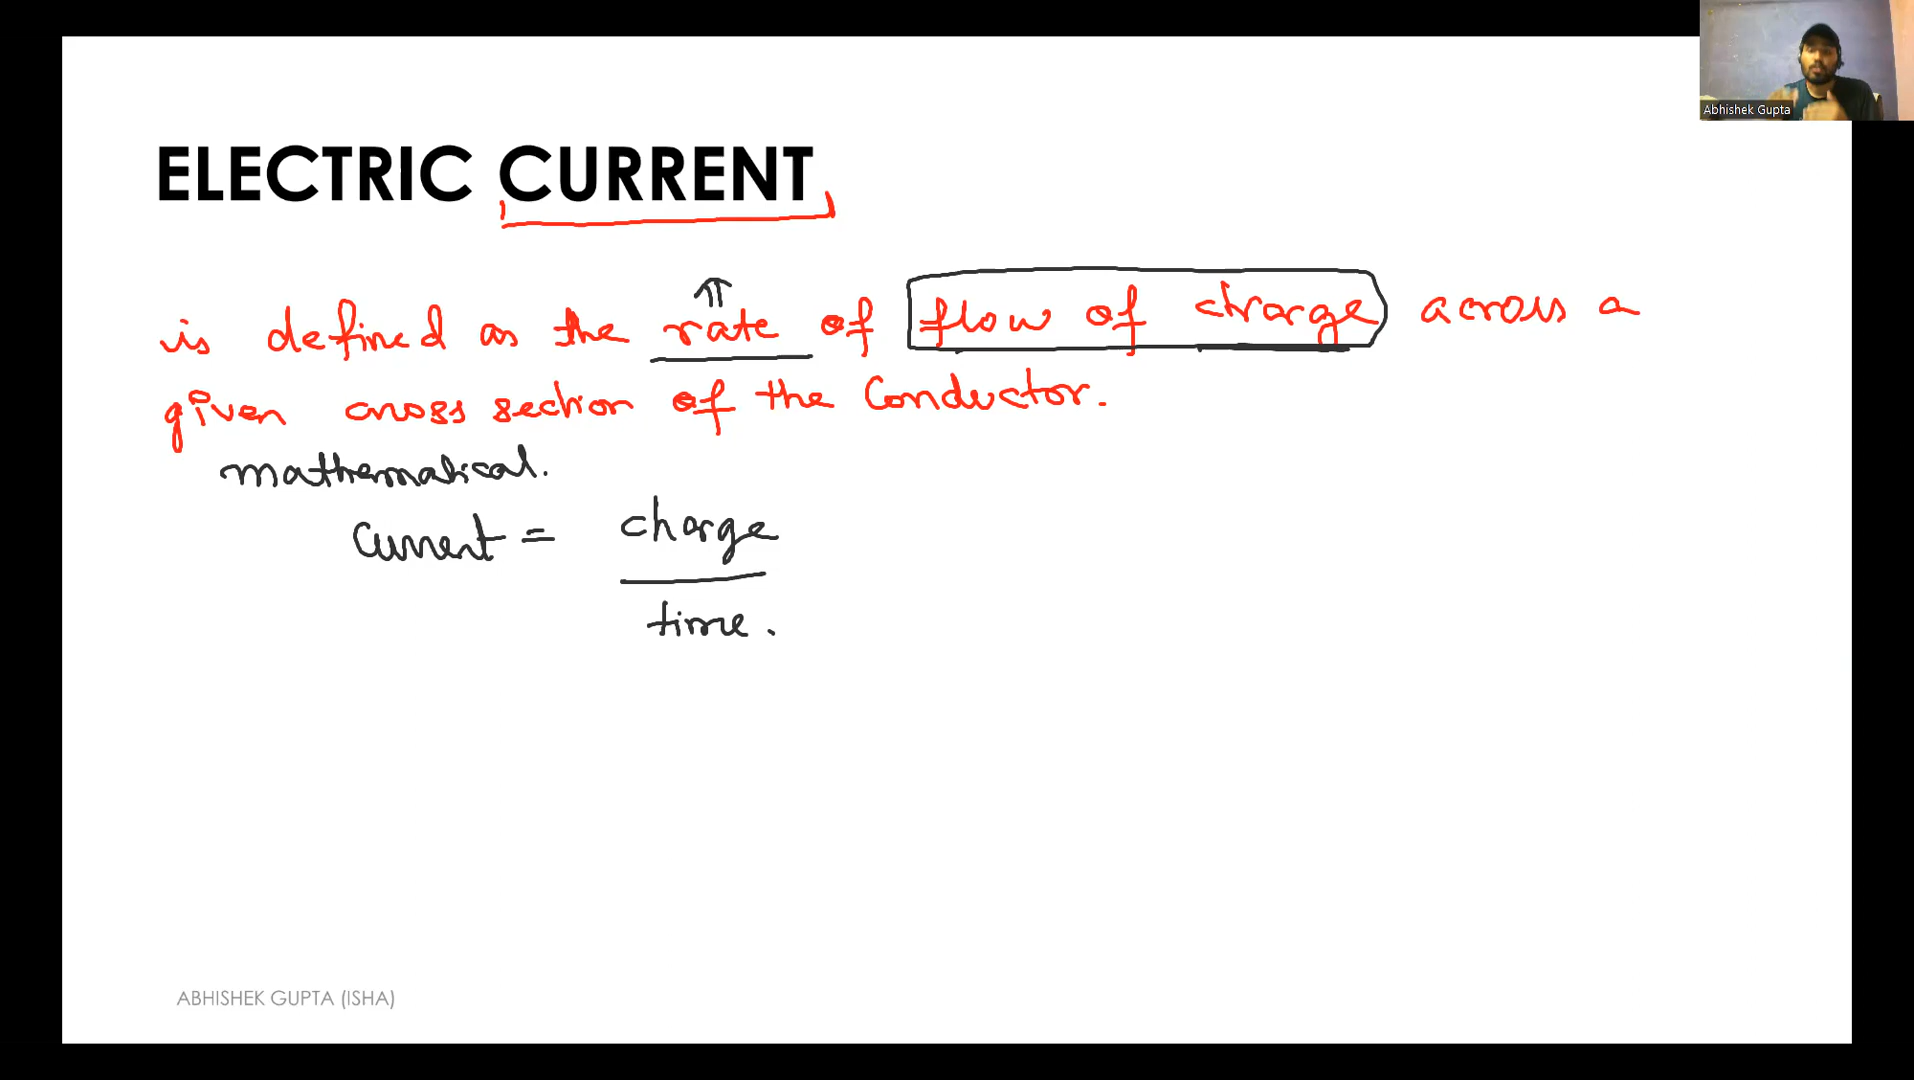 Abhishek Gupta
ELECTRIC CURRENT
is defined as the rate of flow of charge across a
given cross section of the Conductor.
mathematical.
Current = charge
time.
ABHISHEK GUPTA (ISHA)